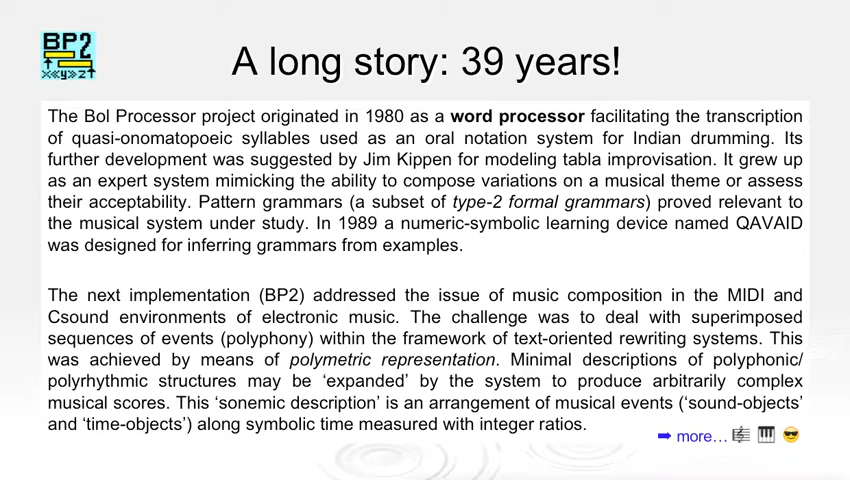 BP2
x«y»z
A long story: 39 years!
The Bol Processor project originated in 1980 as a word processor facilitating the transcription
of quasi-onomatopoeic syllables used as an oral notation system for Indian drumming. Its
further development was suggested by Jim Kippen for modeling tabla improvisation. It grew up
as an expert system mimicking the ability to compose variations on a musical theme or assess
their acceptability. Pattern grammars (a subset of type-2 formal grammars) proved relevant to
the musical system under study. In 1989 a numeric-symbolic learning device named QAVAID
was designed for inferring grammars from examples.
The next implementation (BP2) addressed the issue of music composition in the MIDI and
Csound environments of electronic music. The challenge was to deal with superimposed
sequences of events (polyphony) within the framework of text-oriented rewriting systems. This
was achieved by means of polymetric representation. Minimal descriptions of polyphonic/
polyrhythmic structures may be ‘expanded’ by the system to produce arbitrarily complex
musical scores. This ‘sonemic description’ is an arrangement of musical events (‘sound-objects’
and ‘time-objects’) along symbolic time measured with integer ratios.
➡ more… 🎼 🎹 😎